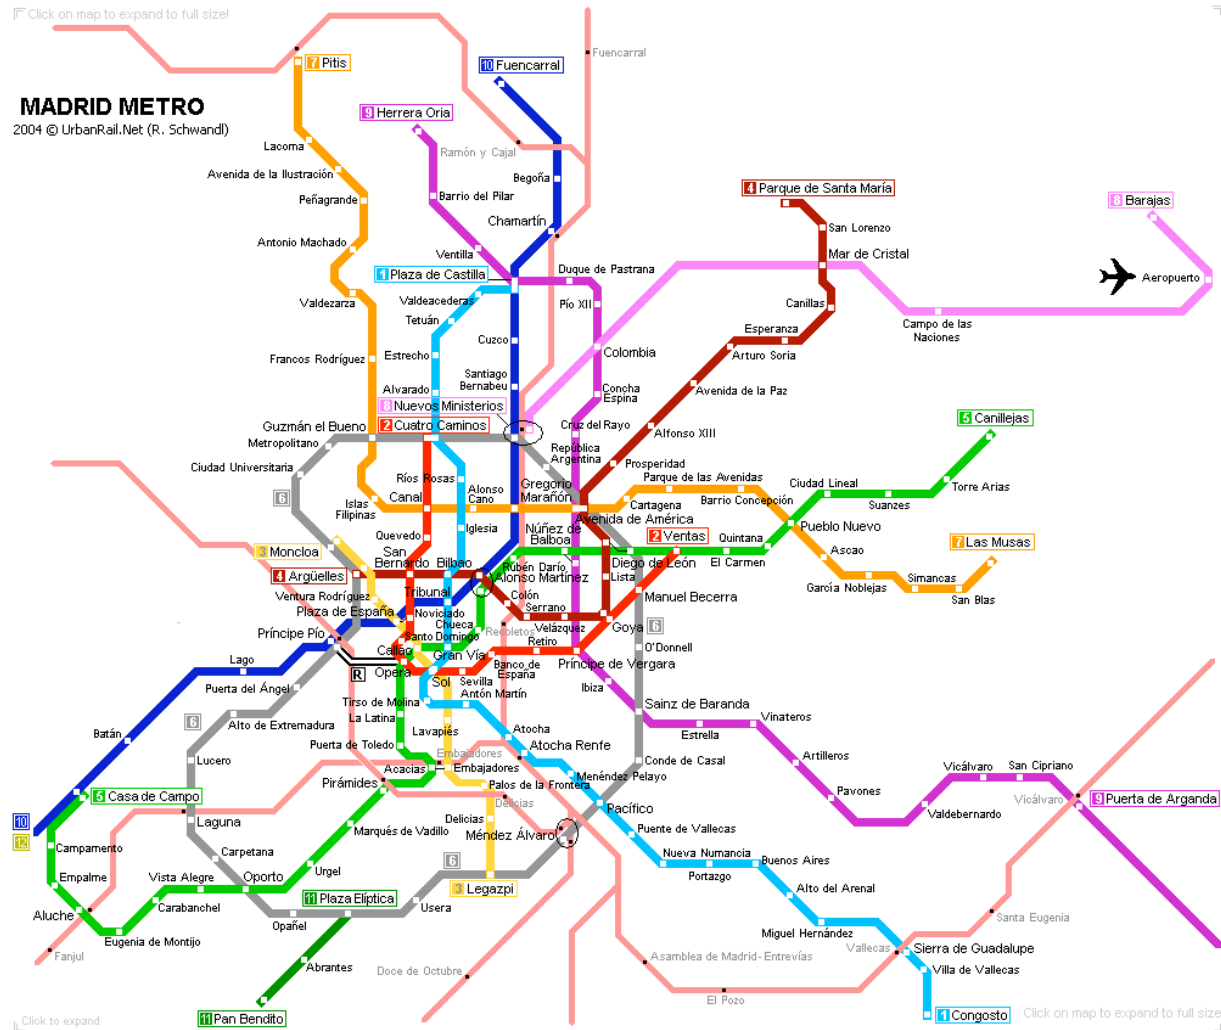 Click on map to expand to full size!
Fuencarral
7 Pitis
10 Fuencarral
MADRID METRO
2004 © UrbanRail.Net (R. Schwandl)
9 Herrera Oria
Lacoma
Ramón y Cajal
Avenida de la Ilustración
Begoña
4 Parque de Santa María
Peñagrande
Barrio del Pilar
8 Barajas
Chamartín
San Lorenzo
Antonio Machado
Ventilla
Mar de Cristal
1 Plaza de Castilla
Duque de Pastrana
Aeropuerto
Valdezarza
Valdeacederas
Pío XII
Canillas
Tetuán
Campo de las
Naciones
Cuzco
Esperanza
Francos Rodríguez
Estrecho
Colombia
Arturo Soria
Santiago
Bernabeu
Alvarado
Concha
Espina
Avenida de la Paz
8 Nuevos Ministerios
Guzmán el Bueno
2 Cuatro Caminos
Cruz del Rayo
5 Canillejas
Metropolitano
República
Argentina
Alfonso XIII
Ciudad Universitaria
Prosperidad
Ríos Rosas
Gregorio
Marañón
Parque de las Avenidas
Ciudad Lineal
6
Alonso
Cano
Torre Arias
Islas
Filipinas
Canal
Cartagena
Barrio Concepción
Suanzes
Avenida de América
Iglesia
Pueblo Nuevo
Quevedo
Núñez de
Balboa
2 Ventas
Quintana
7 Las Musas
3 Moncloa
San
Bernardo
Bilbao
Rubén Darío
Diego de León
El Carmen
Ascao
4 Argüelles
Alonso Martínez
Lista
Simancas
García Noblejas
San Blas
Ventura Rodríguez
Tribunal
Colón
Manuel Becerra
Plaza de España
Noviciado
Serrano
Chueca
Velázquez
Goya
6
Príncipe Pío
Santo Domingo
Recoletos
Callao
Gran Vía
Retiro
O'Donnell
Lago
Opera
Banco de
España
Príncipe de Vergara
R
Sol
Sevilla
Ibiza
Puerta del Ángel
Antón Martín
Tirso de Molina
Sainz de Baranda
6
Alto de Extremadura
La Latina
Vinateros
Batán
Lavapiés
Atocha
Estrella
Puerta de Toledo
Atocha Renfe
Artilleros
Lucero
Embajadores
Conde de Casal
Acacias
Embajadores
Menéndez Pelayo
Vicálvaro
San Cipriano
Pirámides
Palos de la Frontera
5 Casa de Campo
Delicias
Pavones
Vicálvaro
9 Puerta de Arganda
Pacífico
Valdebernardo
10
Laguna
Delicias
12
Marqués de Vadillo
Méndez Álvaro
Puente de Vallecas
Campamento
Carpetana
6
Nueva Numancia
Buenos Aires
Urgel
Portazgo
Empalme
Vista Alegre
Oporto
3 Legazpi
Alto del Arenal
11 Plaza Elíptica
Carabanchel
Usera
Aluche
Opañel
Santa Eugenia
Miguel Hernández
Eugenia de Montijo
Vallecas
Sierra de Guadalupe
Fanjul
Abrantes
Doce de Octubre
Asamblea de Madrid-Entrevías
Villa de Vallecas
El Pozo
11 Pan Bendito
1 Congosto
Click to expand
Click on map to expand to full size